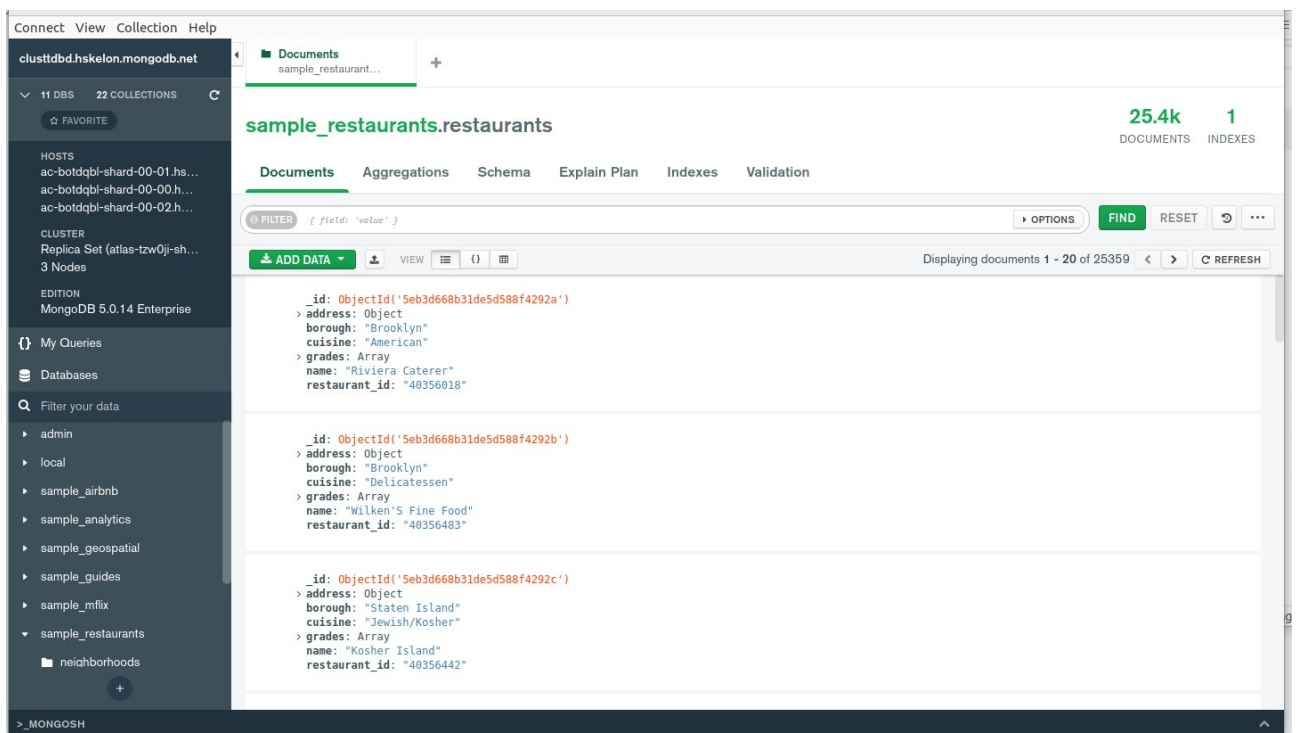 Connect View Collection Help
clusttdbd.hskelon.mongodb.net
11 DBS 22 COLLECTIONS
FAVORITE
HOSTS
ac-botdqbl-shard-00-01.hs...
ac-botdqbl-shard-00-00.h...
ac-botdqbl-shard-00-02.h...
CLUSTER
Replica Set (atlas-tzw0ji-sh...
3 Nodes
EDITION
MongoDB 5.0.14 Enterprise
{} My Queries
Databases
Filter your data
admin
local
sample_airbnb
sample_analytics
sample_geospatial
sample_guides
sample_mflix
sample_restaurants
neighborhoods
+
>_MONGOSH
Documents
sample_restaurant...
+
sample_restaurants.restaurants
25.4k 1
DOCUMENTS INDEXES
Documents Aggregations Schema Explain Plan Indexes Validation
FILTER { field: 'value' } OPTIONS FIND RESET ...
ADD DATA VIEW {} Displaying documents 1 - 20 of 25359 < > REFRESH
_id: ObjectId('5eb3d668b31de5d588f4292a')
> address: Object
borough: "Brooklyn"
cuisine: "American"
> grades: Array
name: "Riviera Caterer"
restaurant_id: "40356018"
_id: ObjectId('5eb3d668b31de5d588f4292b')
> address: Object
borough: "Brooklyn"
cuisine: "Delicatessen"
> grades: Array
name: "Wilken'S Fine Food"
restaurant_id: "40356483"
_id: ObjectId('5eb3d668b31de5d588f4292c')
> address: Object
borough: "Staten Island"
cuisine: "Jewish/Kosher"
> grades: Array
name: "Kosher Island"
restaurant_id: "40356442"